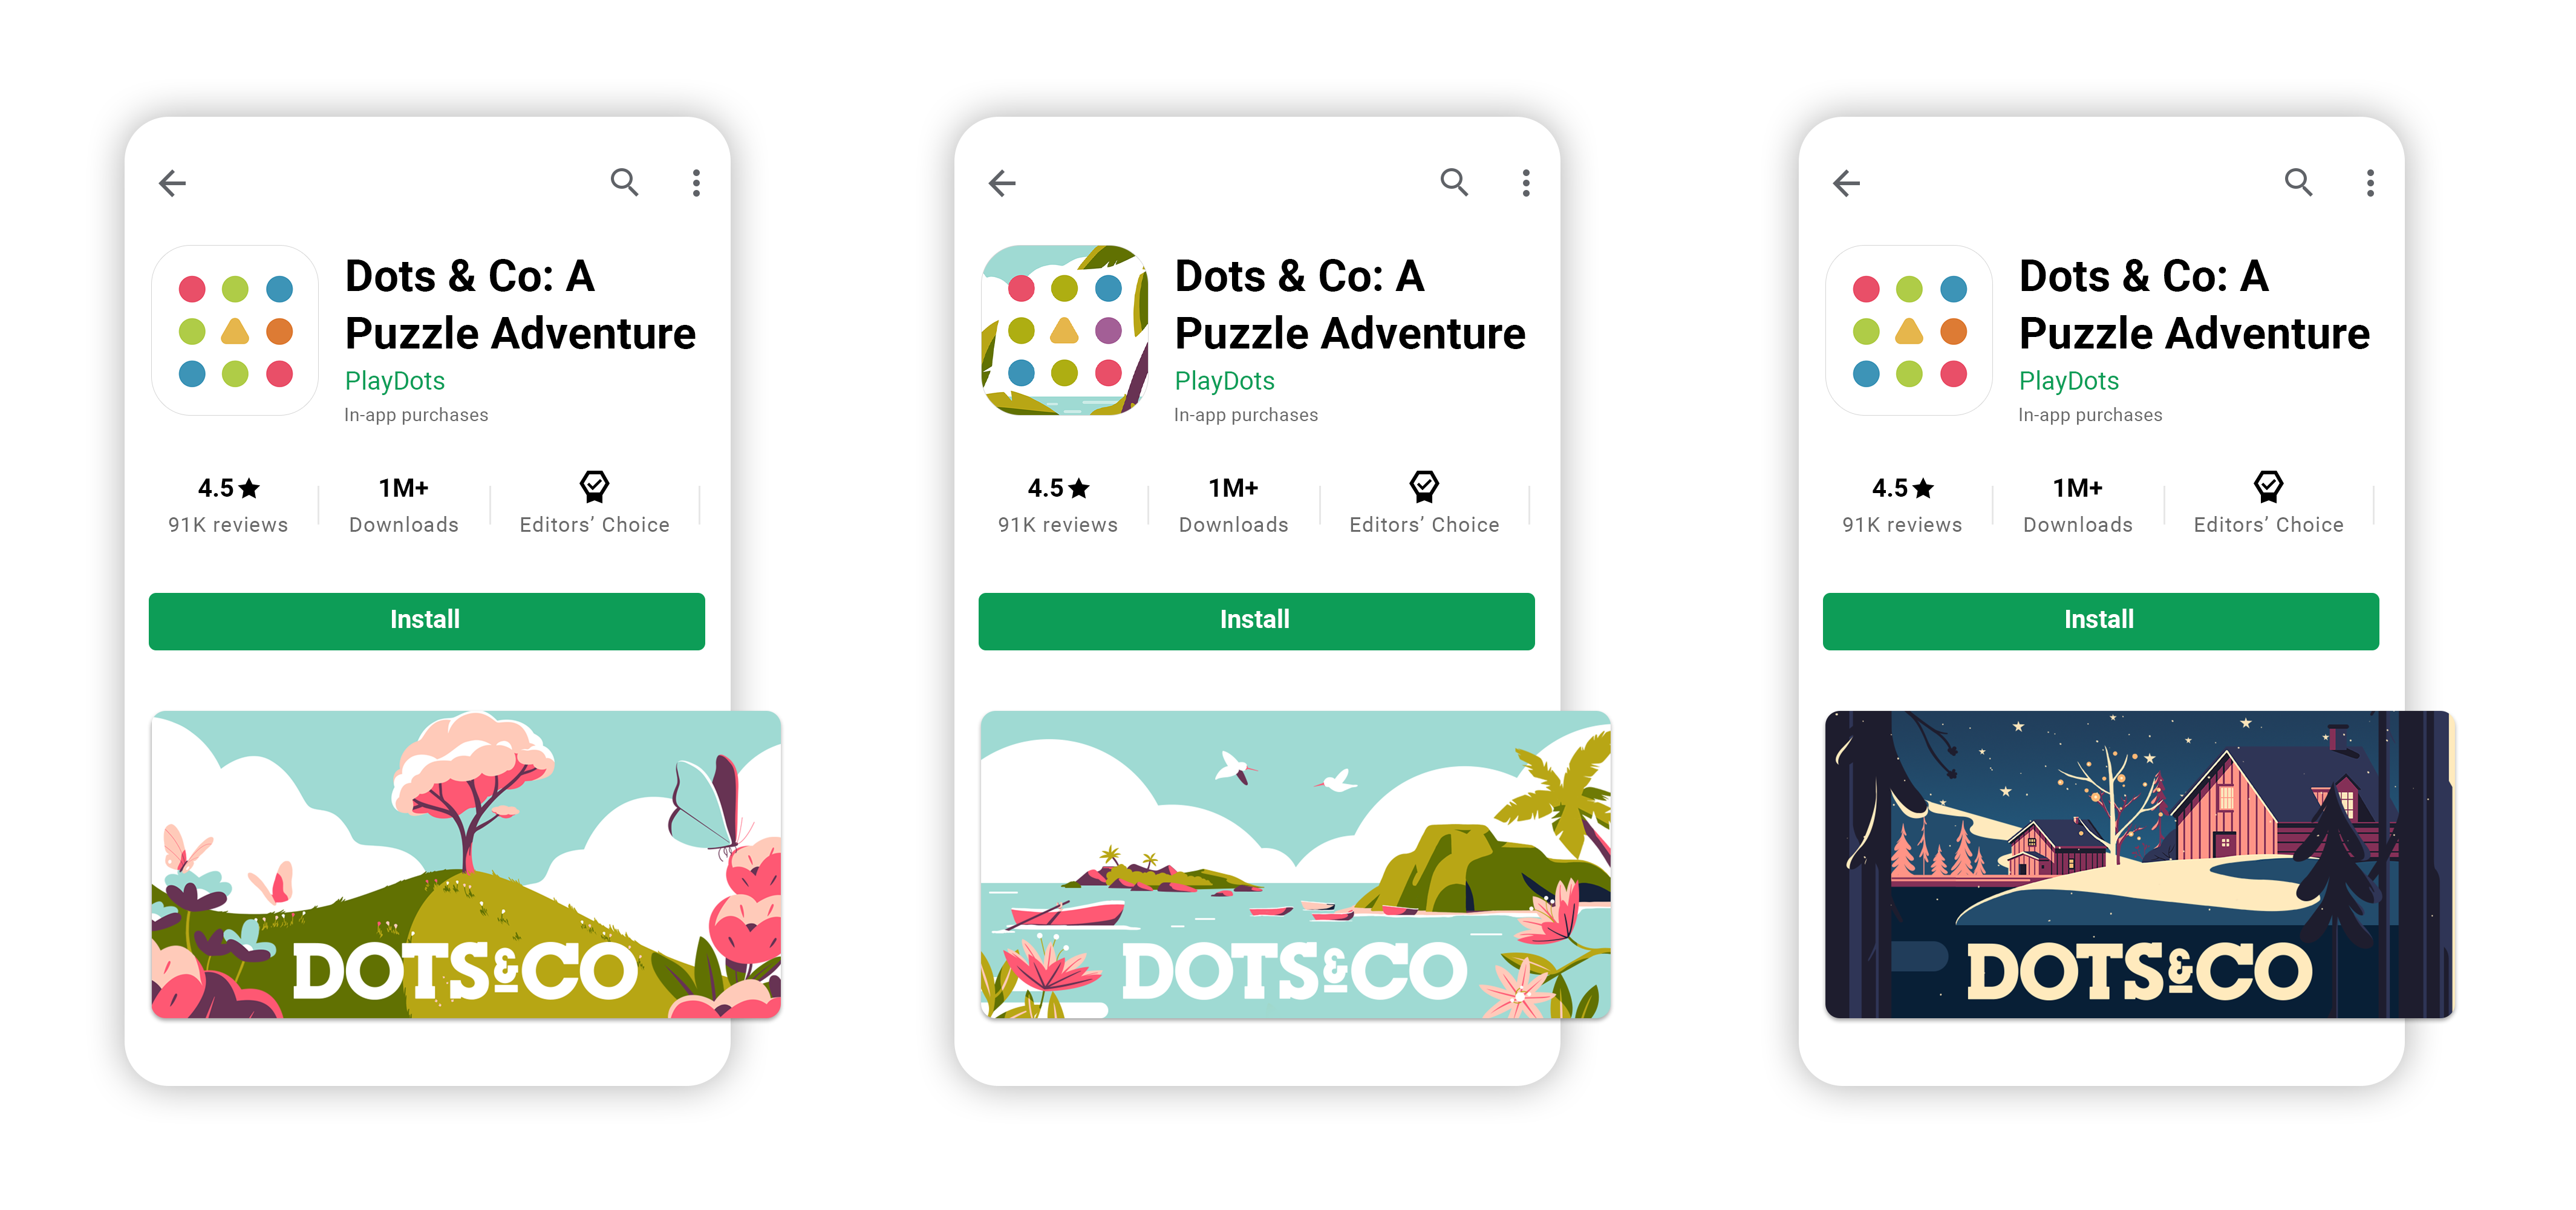 Dots & Co: A
Puzzle Adventure
PlayDots
In-app purchases
4.5
1M+
91K reviews
Downloads
Editors’ Choice
Install
DOTS&CO
Dots & Co: A
Puzzle Adventure
PlayDots
In-app purchases
4.5
1M+
91K reviews
Downloads
Editors’ Choice
Install
DOTS&CO
Dots & Co: A
Puzzle Adventure
PlayDots
In-app purchases
4.5
1M+
91K reviews
Downloads
Editors’ Choice
Install
DOTS&CO